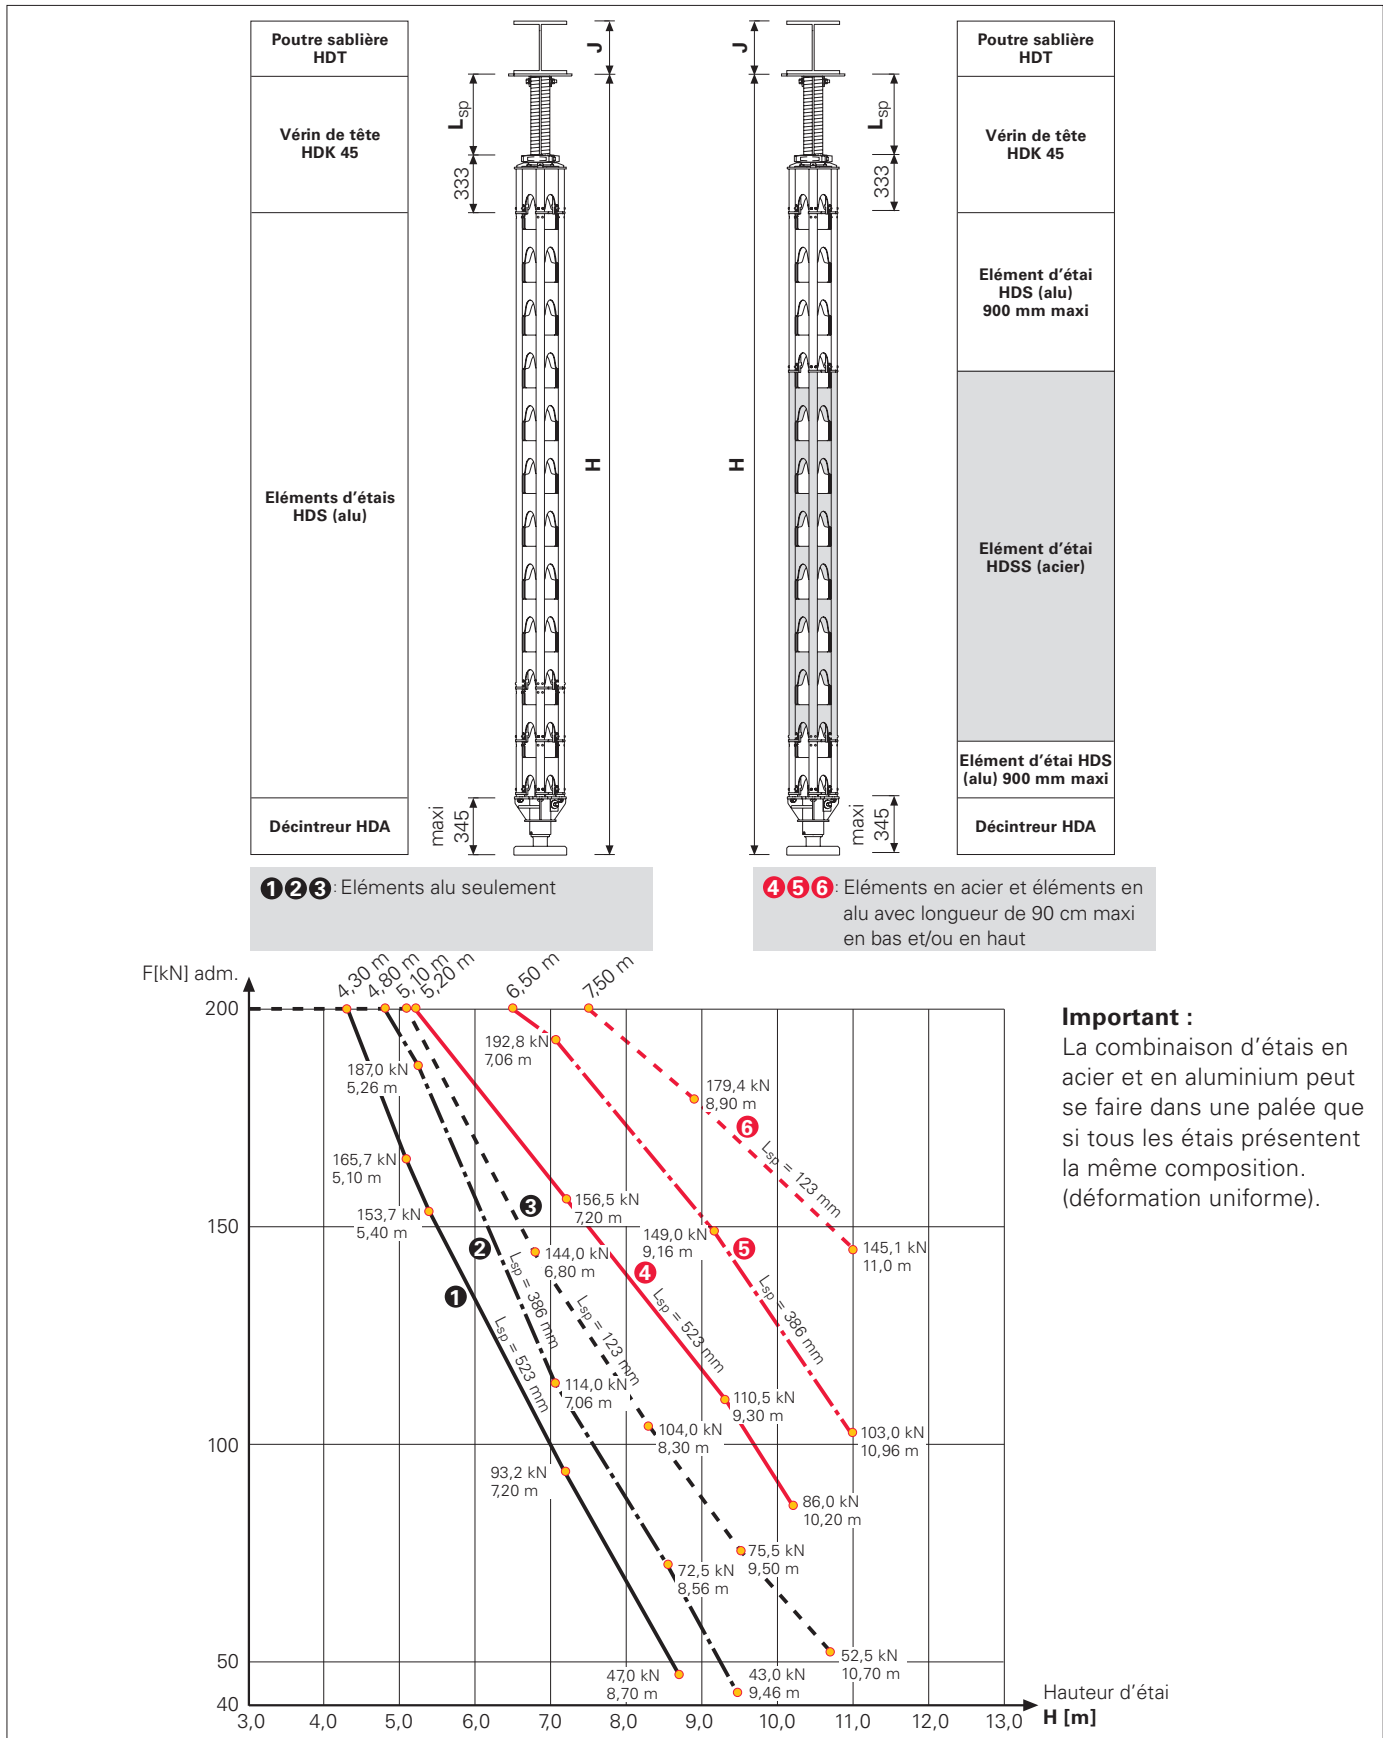 Poutre sablière
HDT
Vérin de tête
HDK 45
Eléments d'étais
HDS (alu)
Décintreur HDA
J
Lsp
333
H
maxi
345
J
Lsp
333
H
maxi
345
Poutre sablière
HDT
Vérin de tête
HDK 45
Elément d'étai
HDS (alu)
900 mm maxi
Elément d'étai
HDSS (acier)
Elément d'étai HDS
(alu) 900 mm maxi
Décintreur HDA
❶❷❸: Eléments alu seulement
❹❺❻: Eléments en acier et éléments en
alu avec longueur de 90 cm maxi
en bas et/ou en haut
F[kN] adm.
4,30 m
4,80 m
5,10 m
5,20 m
6,50 m
7,50 m
200
150
100
50
40
187,0 kN
5,26 m
165,7 kN
5,10 m
153,7 kN
5,40 m
192,8 kN
7,06 m
179,4 kN
8,90 m
❻
Lsp = 123 mm
❸
156,5 kN
7,20 m
149,0 kN
9,16 m
❺
145,1 kN
11,0 m
❷
144,0 kN
6,80 m
❹
❶
Lsp = 523 mm
Lsp = 386 mm
Lsp = 123 mm
Lsp = 523 mm
Lsp = 386 mm
114,0 kN
7,06 m
110,5 kN
9,30 m
104,0 kN
8,30 m
103,0 kN
10,96 m
93,2 kN
7,20 m
86,0 kN
10,20 m
72,5 kN
8,56 m
75,5 kN
9,50 m
47,0 kN
8,70 m
43,0 kN
9,46 m
52,5 kN
10,70 m
3,0 4,0 5,0 6,0 7,0 8,0 9,0 10,0 11,0 12,0 13,0
Hauteur d'étai
H [m]
Important :
La combinaison d'étais en
acier et en aluminium peut
se faire dans une palée que
si tous les étais présentent
la même composition.
(déformation uniforme).